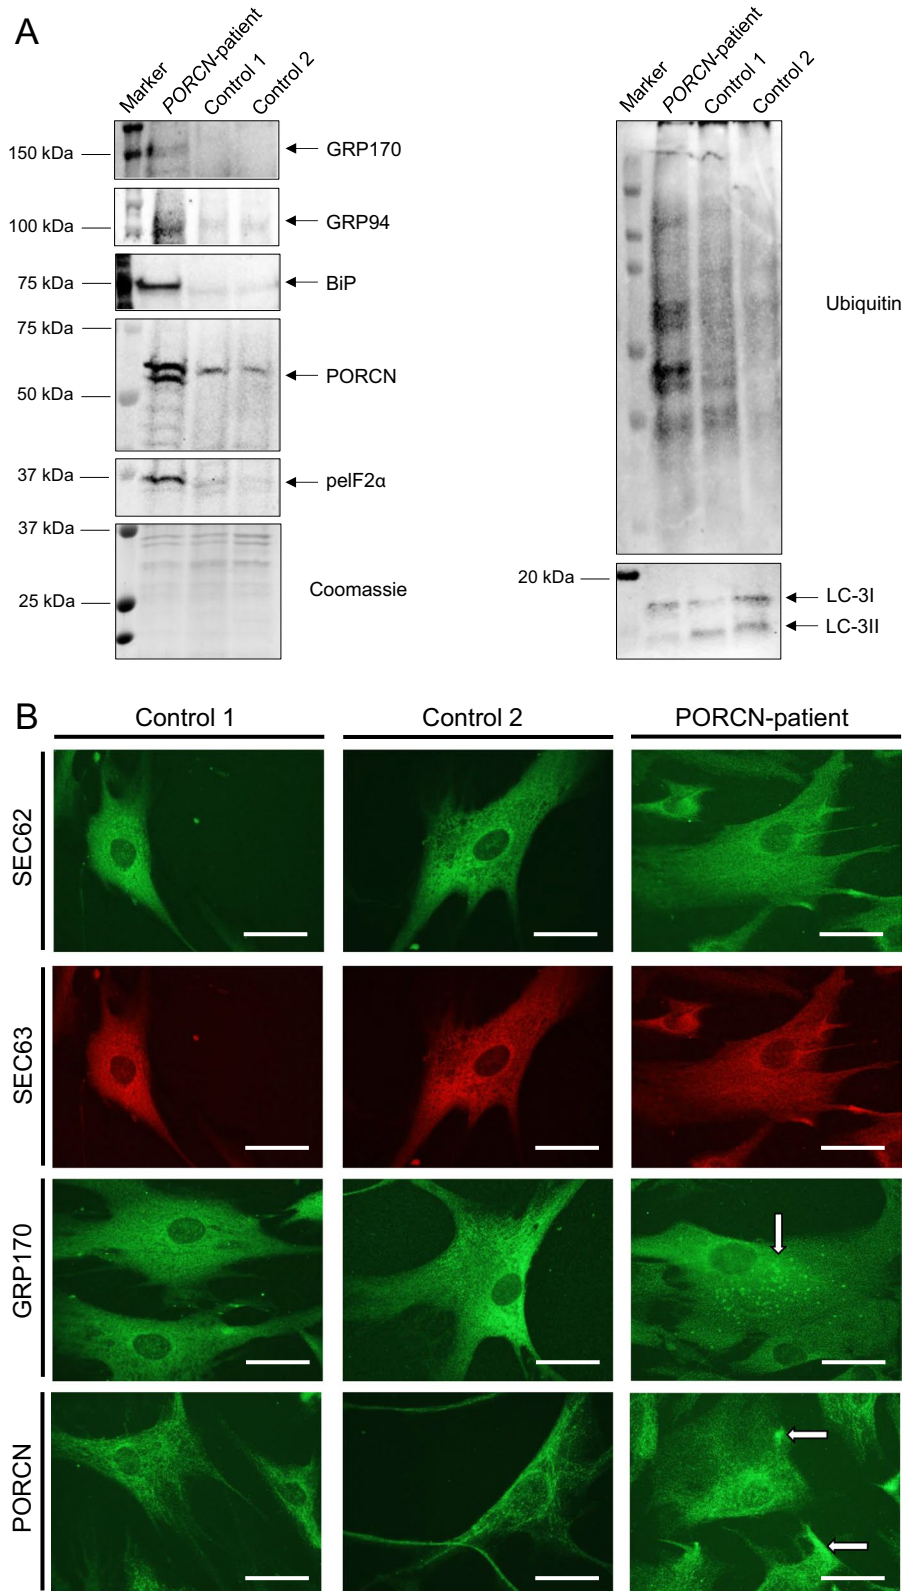 A
Marker
PORCN-patient
Control 1
Control 2
150 kDa
GRP170
100 kDa
GRP94
75 kDa
BiP
75 kDa
PORCN
50 kDa
37 kDa
peIF2α
37 kDa
Coomassie
25 kDa
Marker
PORCN-patient
Control 1
Control 2
Ubiquitin
20 kDa
LC-3I
LC-3II
B
Control 1
Control 2
PORCN-patient
SEC62
SEC63
GRP170
PORCN